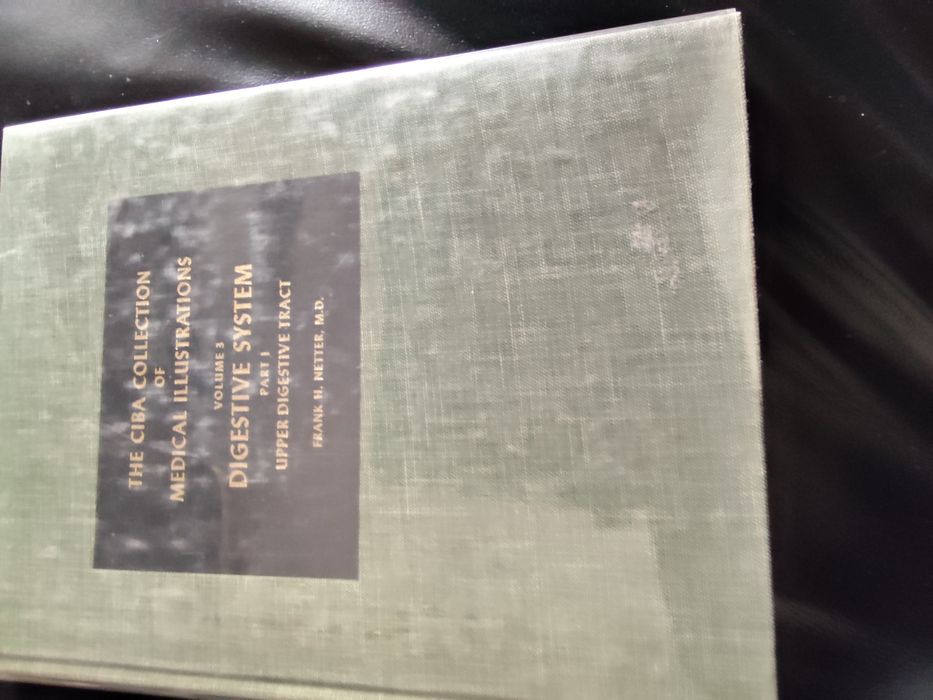 THE CIBA COLLECTION
OF
MEDICAL ILLUSTRATIONS
VOLUME 3
DIGESTIVE SYSTEM
PART I
UPPER DIGESTIVE TRACT
FRANK H. NETTER, M.D.